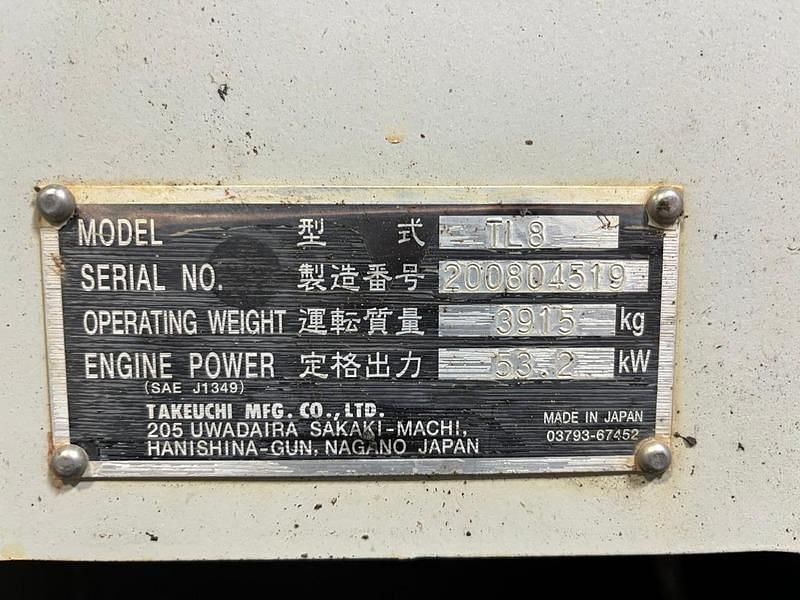 MODEL 型 式 TL8
SERIAL NO. 製造番号 200804519
OPERATING WEIGHT 運転質量 3915 kg
ENGINE POWER 定格出力 53.2 kW
(SAE J1349)
TAKEUCHI MFG. CO., LTD.
205 UWADAIRA SAKAKI-MACHI,
HANISHINA-GUN, NAGANO JAPAN
MADE IN JAPAN
03793-67452